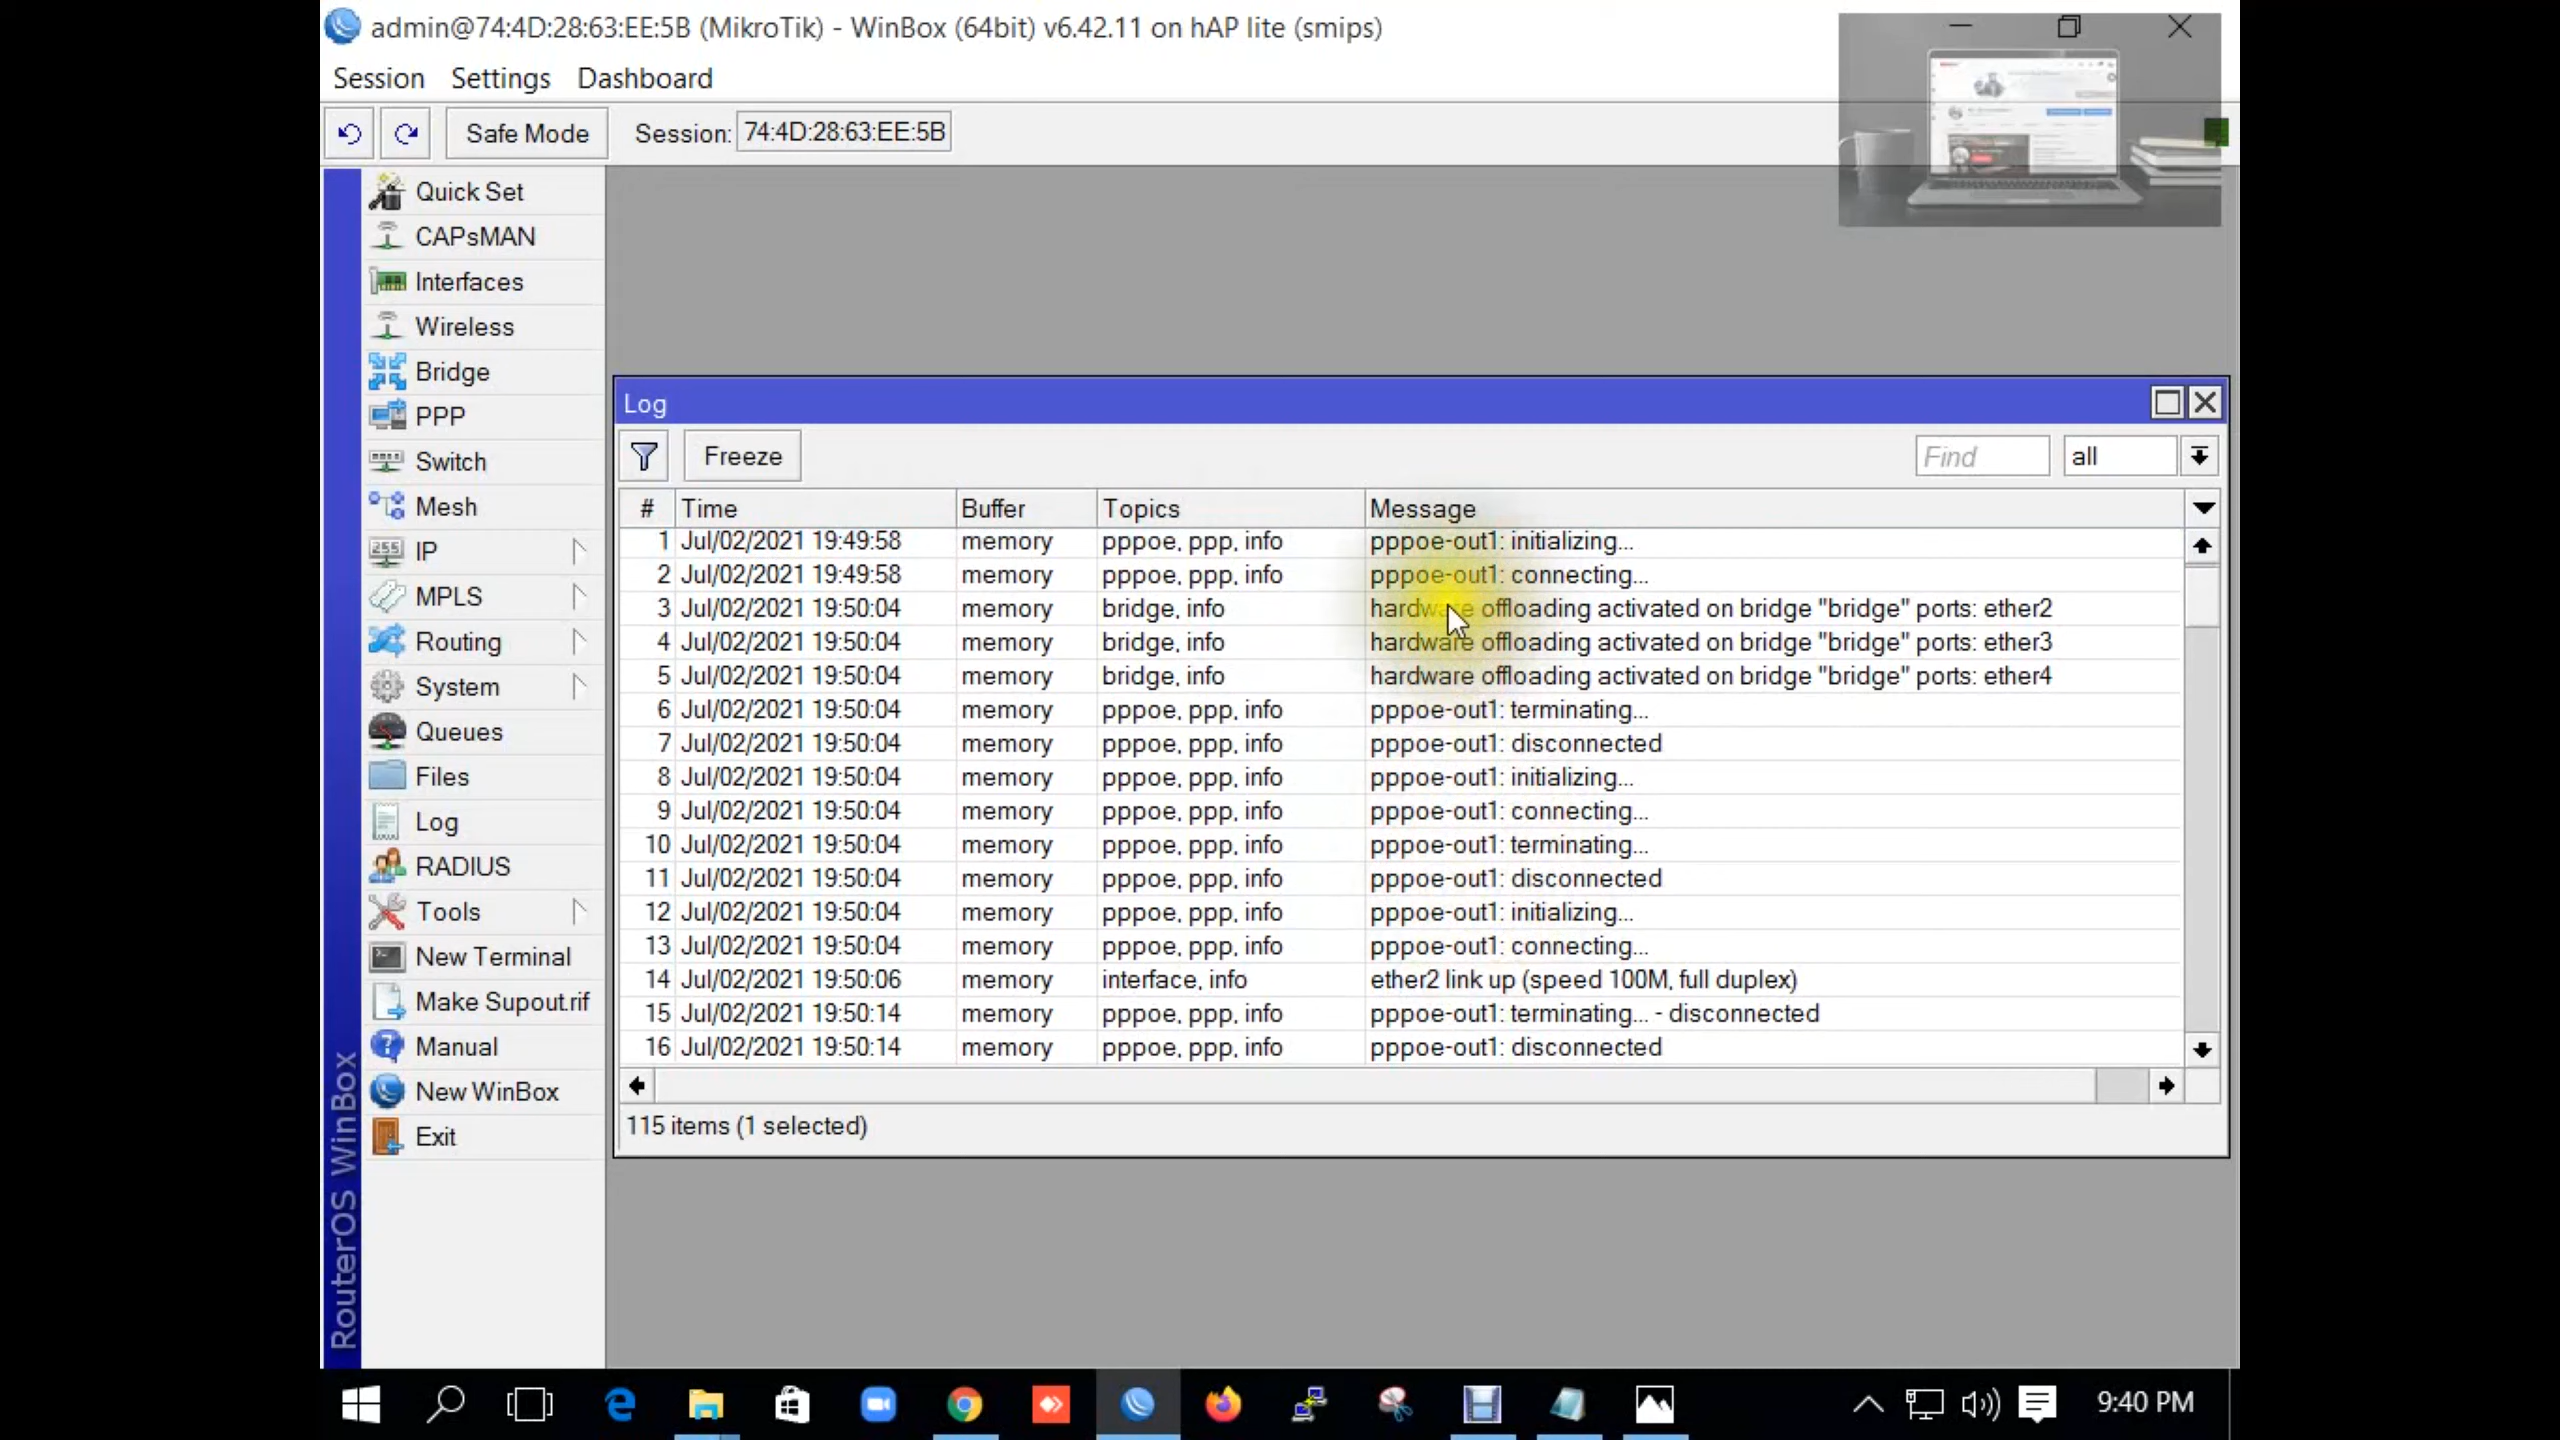 admin@74:4D:28:63:EE:5B (MikroTik) - WinBox (64bit) v6.42.11 on hAP lite (smips)
Session Settings Dashboard
Safe Mode Session: 74:4D:28:63:EE:5B
Quick Set
CAPsMAN
Interfaces
Wireless
Bridge
PPP
Switch
Mesh
IP
MPLS
Routing
System
Queues
Files
Log
RADIUS
Tools
New Terminal
Make Supout.rif
Manual
New WinBox
Exit
RouterOS WinBox
Log
Freeze Find all
# Time Buffer Topics Message
1 Jul/02/2021 19:49:58 memory pppoe, ppp, info pppoe-out1: initializing...
2 Jul/02/2021 19:49:58 memory pppoe, ppp, info pppoe-out1: connecting...
3 Jul/02/2021 19:50:04 memory bridge, info hardware offloading activated on bridge "bridge" ports: ether2
4 Jul/02/2021 19:50:04 memory bridge, info hardware offloading activated on bridge "bridge" ports: ether3
5 Jul/02/2021 19:50:04 memory bridge, info hardware offloading activated on bridge "bridge" ports: ether4
6 Jul/02/2021 19:50:04 memory pppoe, ppp, info pppoe-out1: terminating...
7 Jul/02/2021 19:50:04 memory pppoe, ppp, info pppoe-out1: disconnected
8 Jul/02/2021 19:50:04 memory pppoe, ppp, info pppoe-out1: initializing...
9 Jul/02/2021 19:50:04 memory pppoe, ppp, info pppoe-out1: connecting...
10 Jul/02/2021 19:50:04 memory pppoe, ppp, info pppoe-out1: terminating...
11 Jul/02/2021 19:50:04 memory pppoe, ppp, info pppoe-out1: disconnected
12 Jul/02/2021 19:50:04 memory pppoe, ppp, info pppoe-out1: initializing...
13 Jul/02/2021 19:50:04 memory pppoe, ppp, info pppoe-out1: connecting...
14 Jul/02/2021 19:50:06 memory interface, info ether2 link up (speed 100M, full duplex)
15 Jul/02/2021 19:50:14 memory pppoe, ppp, info pppoe-out1: terminating... - disconnected
16 Jul/02/2021 19:50:14 memory pppoe, ppp, info pppoe-out1: disconnected
115 items (1 selected)
9:40 PM